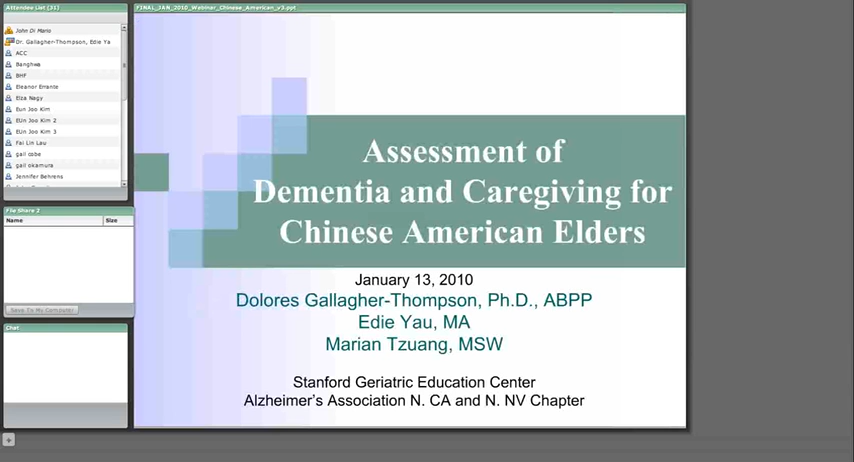 Attendee List (31)
John Di Mario
Dr. Gallagher-Thompson, Edie Ya
ACC
Banghwa
BHF
Eleanor Errante
Elza Nagy
Eun Joo Kim
EUn Joo Kim 2
EUn Joo Kim 3
Fai Lin Lau
gail cobe
gail okamura
Jennifer Behrens
File Share 2
Name Size
Save To My Computer
Chat
FINAL_JAN_2010_Webinar_Chinese_American_v3.ppt
Assessment of
Dementia and Caregiving for
Chinese American Elders
January 13, 2010
Dolores Gallagher-Thompson, Ph.D., ABPP
Edie Yau, MA
Marian Tzuang, MSW
Stanford Geriatric Education Center
Alzheimer's Association N. CA and N. NV Chapter